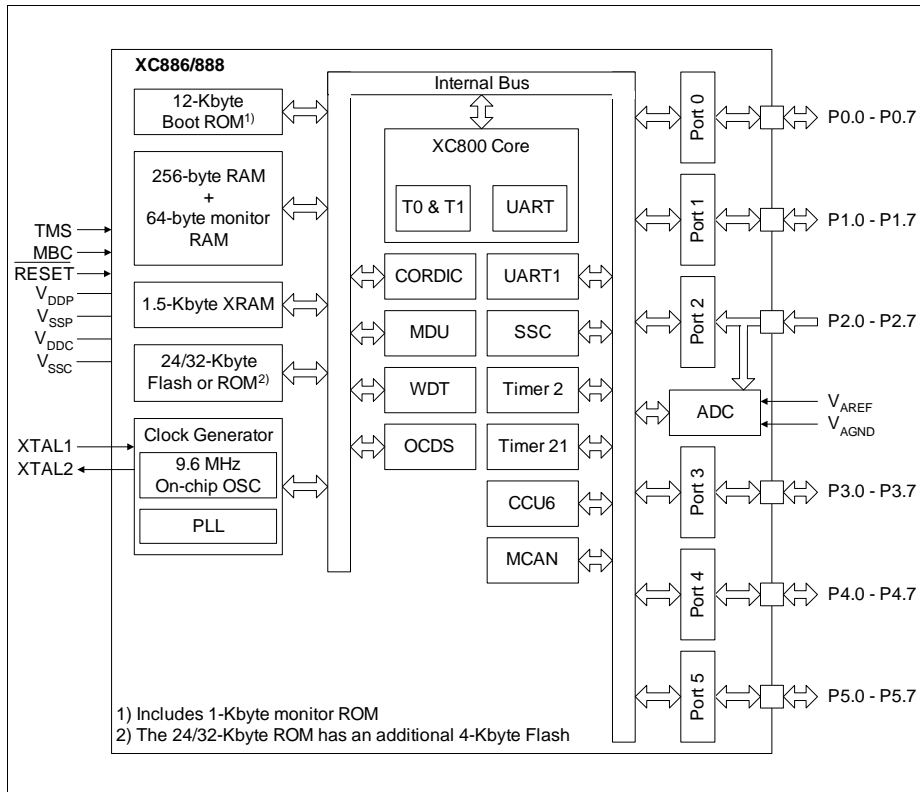 XC886/888
Internal Bus
12-Kbyte
Boot ROM1)
256-byte RAM
+
64-byte monitor
RAM
1.5-Kbyte XRAM
24/32-Kbyte
Flash or ROM2)
Clock Generator
9.6 MHz
On-chip OSC
PLL
TMS
MBC
RESET
VDDP
VSSP
VDDC
VSSC
XTAL1
XTAL2
XC800 Core
T0 & T1
UART
CORDIC
UART1
MDU
SSC
WDT
Timer 2
OCDS
Timer 21
CCU6
MCAN
Port 0
P0.0 - P0.7
Port 1
P1.0 - P1.7
Port 2
P2.0 - P2.7
ADC
VAREF
VAGND
Port 3
P3.0 - P3.7
Port 4
P4.0 - P4.7
Port 5
P5.0 - P5.7
1) Includes 1-Kbyte monitor ROM
2) The 24/32-Kbyte ROM has an additional 4-Kbyte Flash